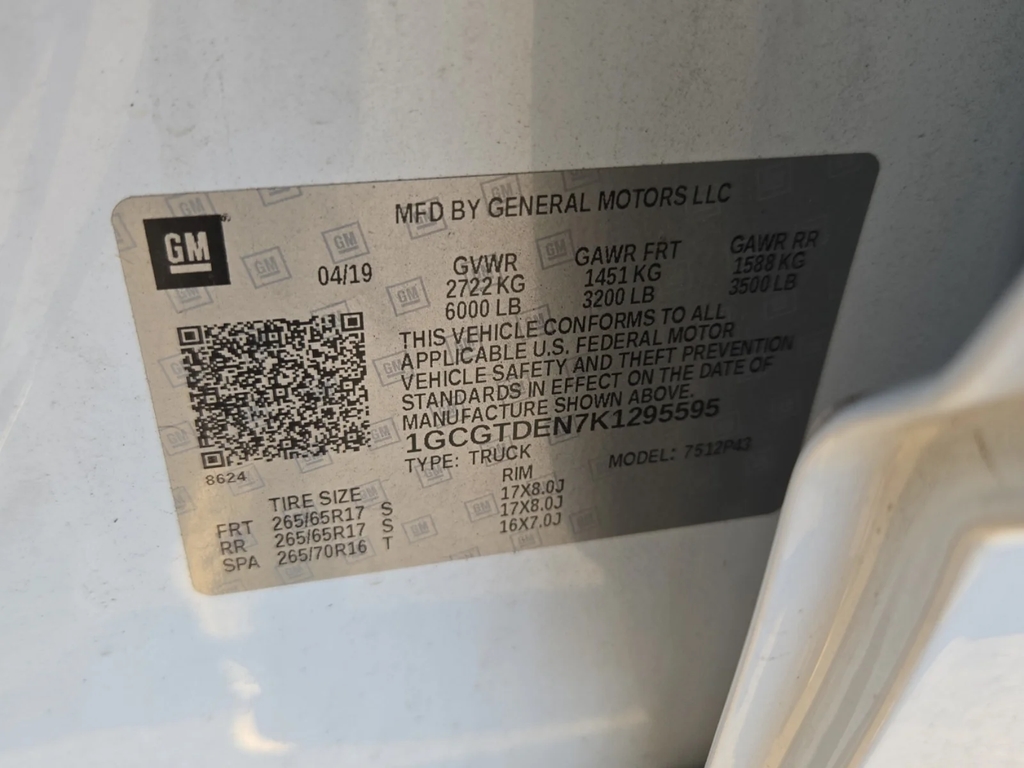 GM
04/19
MFD BY GENERAL MOTORS LLC
GVWR GAWR FRT GAWR RR
2722 KG 1451 KG 1588 KG
6000 LB 3200 LB 3500 LB
THIS VEHICLE CONFORMS TO ALL
APPLICABLE U.S. FEDERAL MOTOR
VEHICLE SAFETY AND THEFT PREVENTION
STANDARDS IN EFFECT ON THE DATE OF
MANUFACTURE SHOWN ABOVE.
1GCGTDEN7K1295595
TYPE: TRUCK MODEL: 7512P43
8624
TIRE SIZE RIM
FRT 265/65R17 S 17X8.0J
RR 265/65R17 S 17X8.0J
SPA 265/70R16 T 16X7.0J